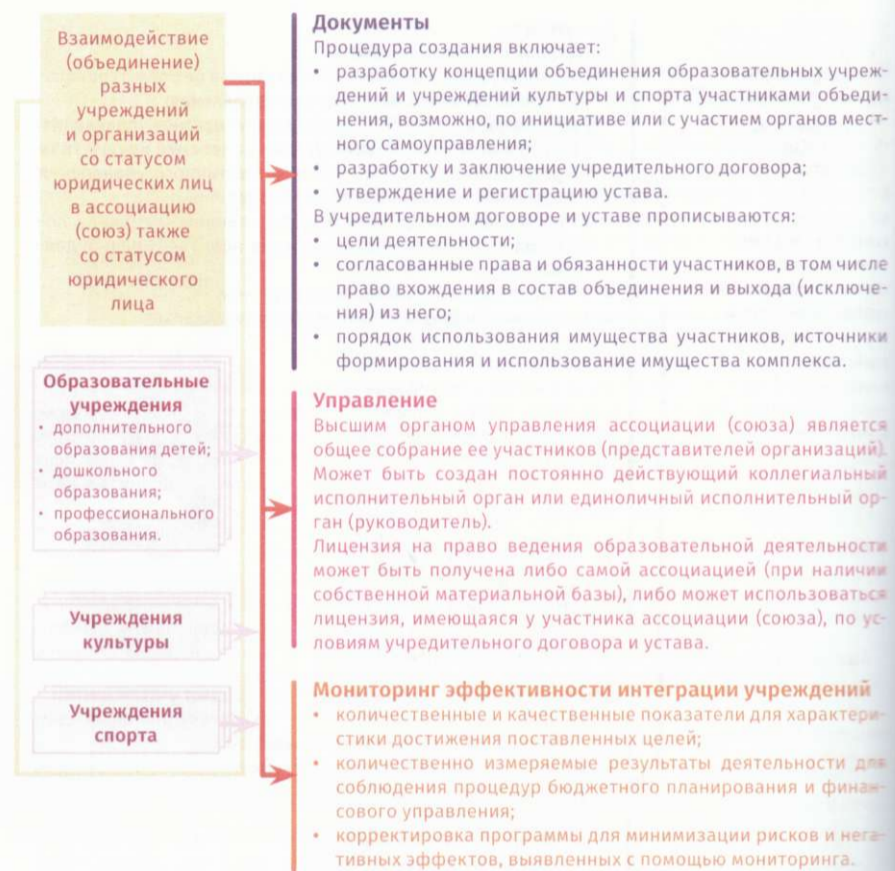 Взаимодействие
(объединение)
разных
учреждений
и организаций
со статусом
юридических лиц
в ассоциацию
(союз) также
со статусом
юридического
лица
Образовательные
учреждения
• дополнительного
образования детей;
• дошкольного
образования;
• профессионального
образования.
Учреждения
культуры
Учреждения
спорта
Документы
Процедура создания включает:
• разработку концепции объединения образовательных учреж-
дений и учреждений культуры и спорта участниками объеди-
нения, возможно, по инициативе или с участием органов мест-
ного самоуправления;
• разработку и заключение учредительного договора;
• утверждение и регистрацию устава.
В учредительном договоре и уставе прописываются:
• цели деятельности;
• согласованные права и обязанности участников, в том числе
право вхождения в состав объединения и выхода (исключе-
ния) из него;
• порядок использования имущества участников, источники
формирования и использование имущества комплекса.
Управление
Высшим органом управления ассоциации (союза) является
общее собрание ее участников (представителей организаций).
Может быть создан постоянно действующий коллегиальный
исполнительный орган или единоличный исполнительный ор-
ган (руководитель).
Лицензия на право ведения образовательной деятельности
может быть получена либо самой ассоциацией (при наличии
собственной материальной базы), либо может использоваться
лицензия, имеющаяся у участника ассоциации (союза), по ус-
ловиям учредительного договора и устава.
Мониторинг эффективности интеграции учреждений
• количественные и качественные показатели для характери-
стики достижения поставленных целей;
• количественно измеряемые результаты деятельности для
соблюдения процедур бюджетного планирования и финан-
сового управления;
• корректировка программы для минимизации рисков и нега-
тивных эффектов, выявленных с помощью мониторинга.